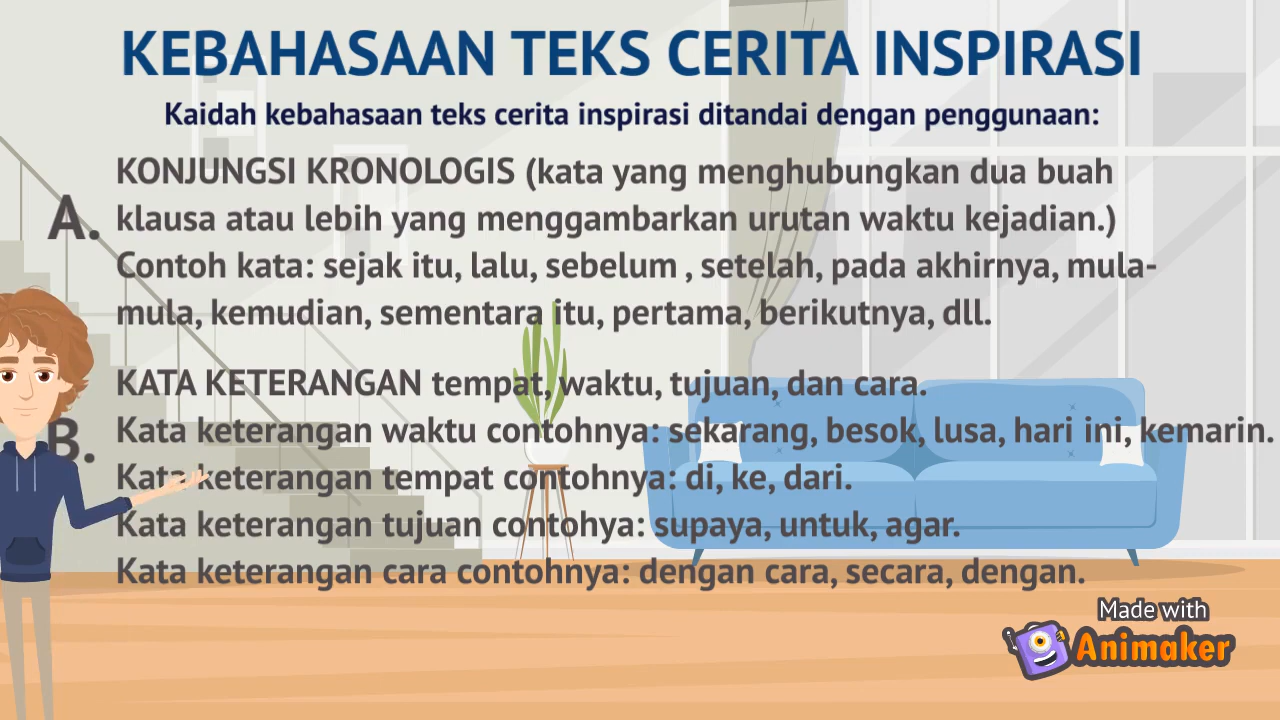 KEBAHASAAN TEKS CERITA INSPIRASI
Kaidah kebahasaan teks cerita inspirasi ditandai dengan penggunaan:
A.
KONJUNGSI KRONOLOGIS (kata yang menghubungkan dua buah
klausa atau lebih yang menggambarkan urutan waktu kejadian.)
Contoh kata: sejak itu, lalu, sebelum , setelah, pada akhirnya, mula-
mula, kemudian, sementara itu, pertama, berikutnya, dll.
B.
KATA KETERANGAN tempat, waktu, tujuan, dan cara.
Kata keterangan waktu contohnya: sekarang, besok, lusa, hari ini, kemarin.
Kata keterangan tempat contohnya: di, ke, dari.
Kata keterangan tujuan contohya: supaya, untuk, agar.
Kata keterangan cara contohnya: dengan cara, secara, dengan.
Made with
Animaker